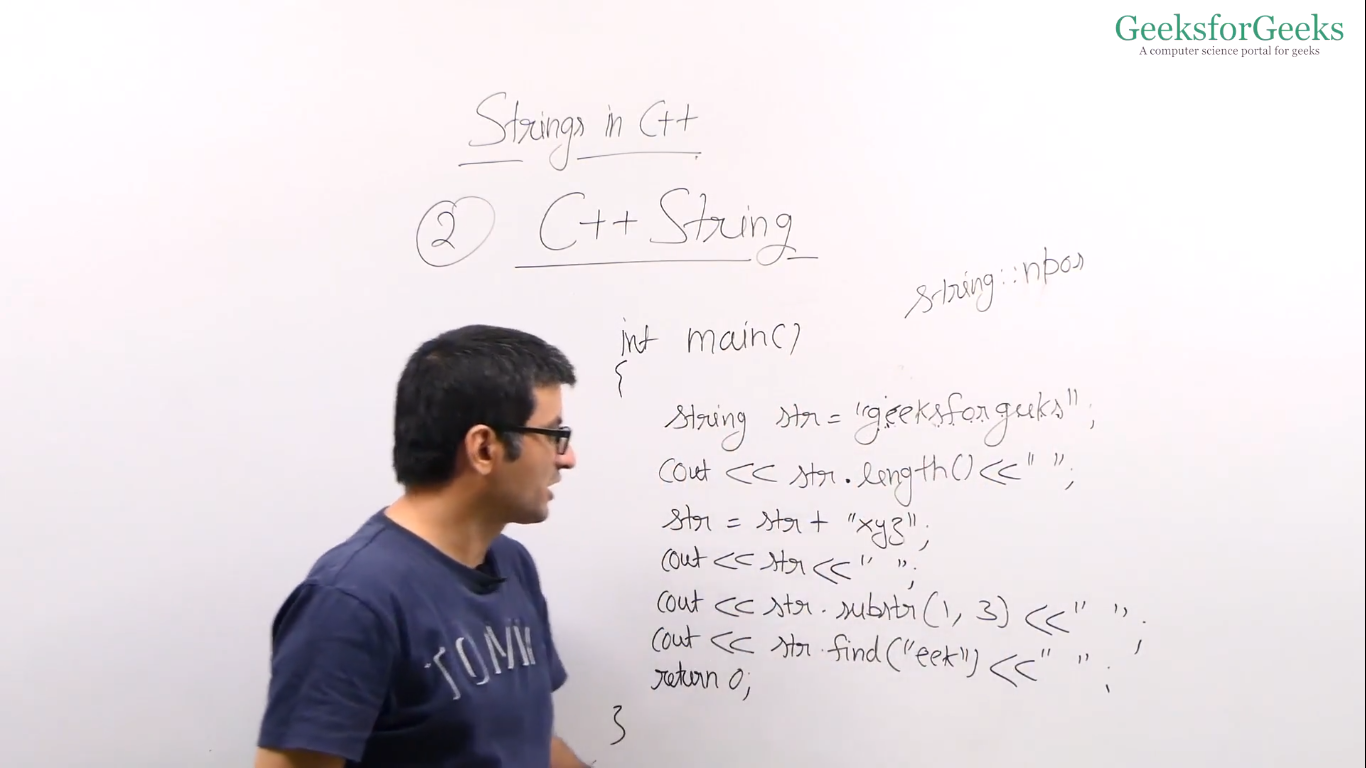 GeeksforGeeks
A computer science portal for geeks
Strings in C++
2 C++ String
string::npos
int main()
{
string str = "geeksforgeeks";
cout << str.length() << " ";
str = str + "xyz";
cout << str << " ";
cout << str.substr(1, 3) << " ";
cout << str.find("eek") << " ";
return 0;
}
TOMM